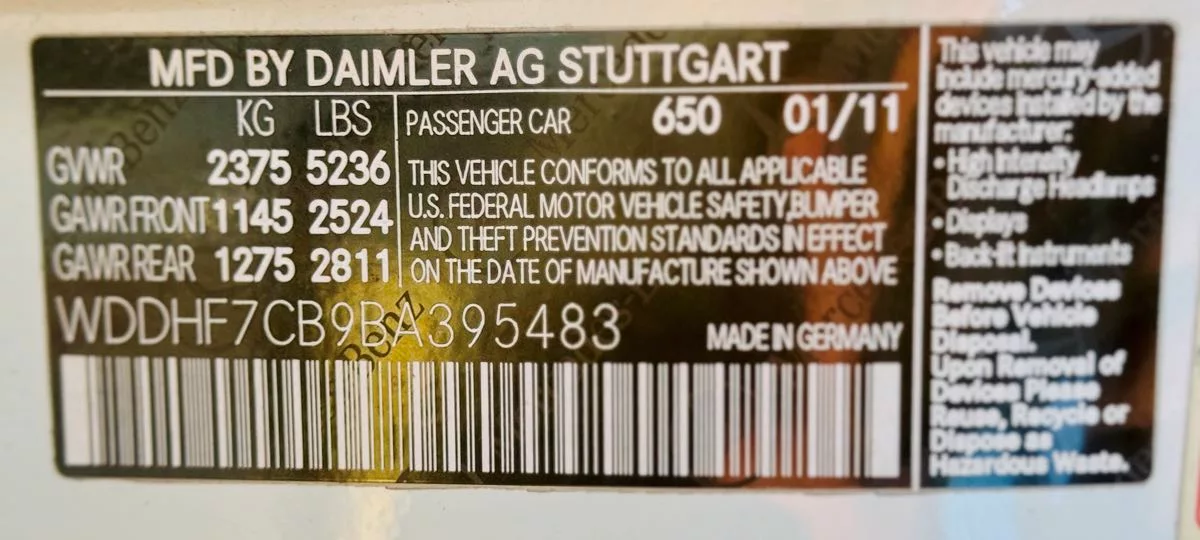 MFD BY DAIMLER AG STUTTGART
KG LBS
GVWR 2375 5236
GAWR FRONT 1145 2524
GAWR REAR 1275 2811
PASSENGER CAR 650 01/11
THIS VEHICLE CONFORMS TO ALL APPLICABLE
U.S. FEDERAL MOTOR VEHICLE SAFETY,BUMPER
AND THEFT PREVENTION STANDARDS IN EFFECT
ON THE DATE OF MANUFACTURE SHOWN ABOVE
WDDHF7CB9BA395483
MADE IN GERMANY
This vehicle may
include mercury-added
devices installed by the
manufacturer:
• High Intensity
Discharge Headlamps
• Displays
• Back-lit instruments
Remove Devices
Before Vehicle
Disposal.
Upon Removal of
Devices Please
Reuse, Recycle or
Dispose as
Hazardous Waste.